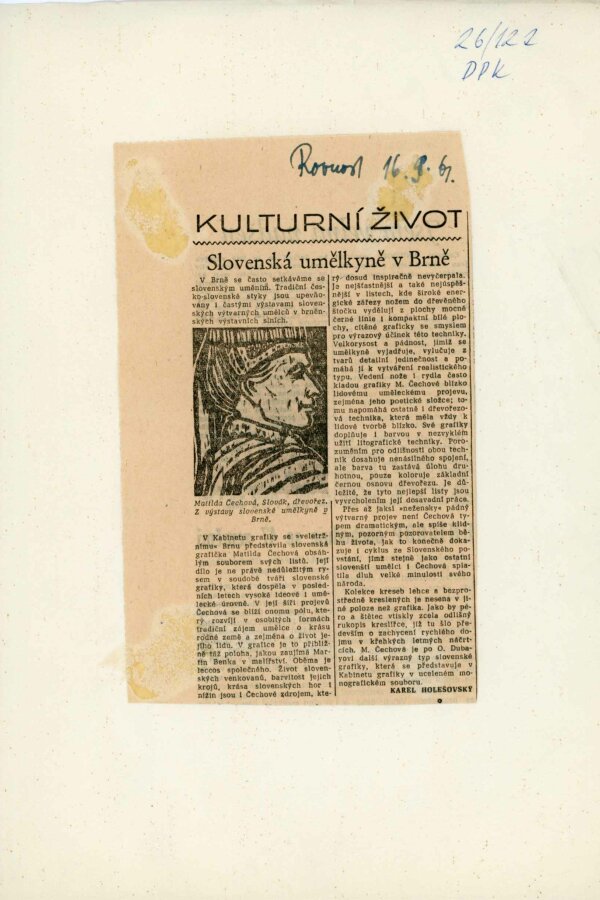 26/122
DPK
Rovnost 16. 9. 61.
KULTURNÍ ŽIVOT
Slovenská umělkyně v Brně
V Brně se často setkáváme se
slovenským uměním. Tradiční čes-
ko-slovenské styky jsou upevňo-
vány i častými výstavami sloven-
ských výtvarných umělců v brněn-
ských výstavních síních.
Matilda Čechová, Slovák, dřevořez.
Z výstavy slovenské umělkyně v
Brně.
V Kabinetu grafiky se »veletrž-
nímu« Brnu představila slovenská
grafička Matilda Čechová obsáh-
lým souborem svých listů. Její
dílo je ne právě nedůležitým ry-
sem v soudobé tváři slovenské
grafiky, která dospěla v posled-
ních letech vysoké ideové i umě-
lecké úrovně. V její šíři projevů
Čechová se blíží onomu pólu, kte-
rý rozvíjí v osobitých formách
tradiční zájem umělce o krásu
rodné země a zejména o život je-
jího lidu. V grafice je to přibliž-
ně táž poloha, jakou zaujímá Mar-
tin Benka v malířství. Oběma je
leccos společného. Život sloven-
ských venkovanů, barvitost jejich
krojů, krása slovenských hor i
nížin jsou i Čechové zdrojem, kte-
rý dosud inspiračně nevyčerpala.
Je nejšťastnější a také nejúspěš-
nější v listech, kde široké ener-
gické zářezy nožem do dřevěného
štočku vydělují z plochy mocně
černé linie i kompaktní bílé plo-
chy, cítěné graficky se smyslem
pro výrazový účinek této techniky.
Velkorysost a pádnost, jimiž se
umělkyně vyjadřuje, vylučuje z
tvarů detailní jedinečnost a po-
máhá jí k vytváření realistického
typu. Vedení nože i rydla často
kladou grafiky M. Čechové blízko
lidovému uměleckému projevu,
zejména jeho poetické složce; to-
mu napomáhá ostatně i dřevořezo-
vá technika, která měla vždy k
lidové tvorbě blízko. Své grafiky
doplňuje i barvou v nezvyklém
užití litografické techniky. Poro-
zuměním pro odlišnosti obou tech-
nik dosahuje nenásilného spojení,
ale barva tu zastává úlohu dru-
hotnou, pouze koloruje základní
černou osnovu dřevořezu. Je dů-
ležité, že tyto nejlepší listy jsou
vyvrcholením její dosavadní práce.
Přes až jaksi »neženský« pádný
výtvarný projev není Čechová ty-
pem dramatickým, ale spíše klid-
ným, pozorným pozorovatelem bě-
hu života, jak to konečně doka-
zuje i cyklus ze Slovenského po-
vstání, jímž stejně jako ostatní
slovenští umělci i Čechová spla-
tila dluh velké minulosti svého
národa.
Kolekce kreseb lehce a bezpro-
středně kreslených je nesena v ji-
né poloze než grafika. Jako by pé-
ro a štětec vtiskly zcela odlišný
rukopis kreslířce, jíž tu šlo pře-
devším o zachycení rychlého do-
jmu v křehkých letmých náčrt-
cích. M. Čechová je po O. Duba-
yovi další výrazný typ slovenské
grafiky, která se představuje v
Kabinetu grafiky v uceleném mo-
nografickém souboru.
KAREL HOLEŠOVSKÝ